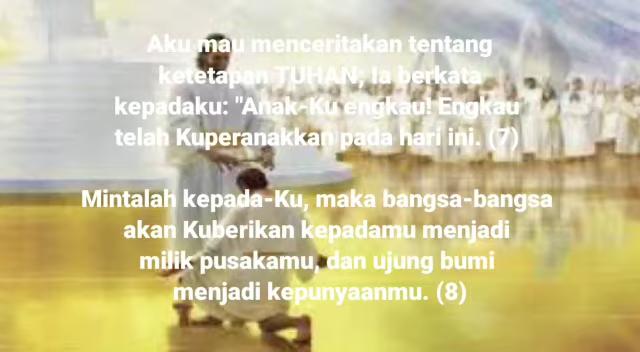 Aku mau menceritakan tentang
ketetapan TUHAN; Ia berkata
kepadaku: "Anak-Ku engkau! Engkau
telah Kuperanakkan pada hari ini. (7)
Mintalah kepada-Ku, maka bangsa-bangsa
akan Kuberikan kepadamu menjadi
milik pusakamu, dan ujung bumi
menjadi kepunyaanmu. (8)